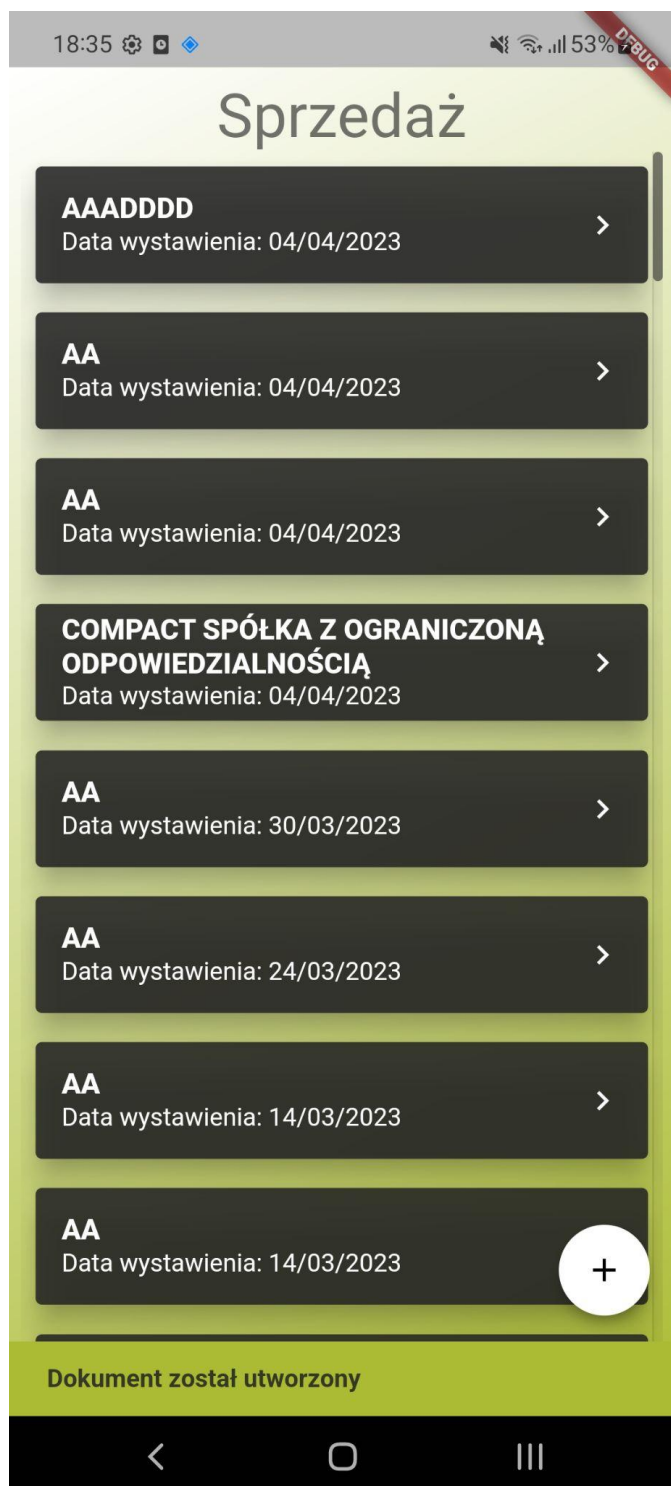 18:35
53%
DEBUG
Sprzedaż
AAADDDD
Data wystawienia: 04/04/2023
AA
Data wystawienia: 04/04/2023
AA
Data wystawienia: 04/04/2023
COMPACT SPÓŁKA Z OGRANICZONĄ
ODPOWIEDZIALNOŚCIĄ
Data wystawienia: 04/04/2023
AA
Data wystawienia: 30/03/2023
AA
Data wystawienia: 24/03/2023
AA
Data wystawienia: 14/03/2023
AA
Data wystawienia: 14/03/2023
+
Dokument został utworzony